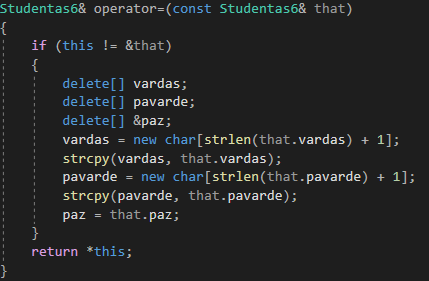 Studentas6& operator=(const Studentas6& that)
{
    if (this != &that)
    {
        delete[] vardas;
        delete[] pavarde;
        delete[] &paz;
        vardas = new char[strlen(that.vardas) + 1];
        strcpy(vardas, that.vardas);
        pavarde = new char[strlen(that.pavarde) + 1];
        strcpy(pavarde, that.pavarde);
        paz = that.paz;
    }
    return *this;
}